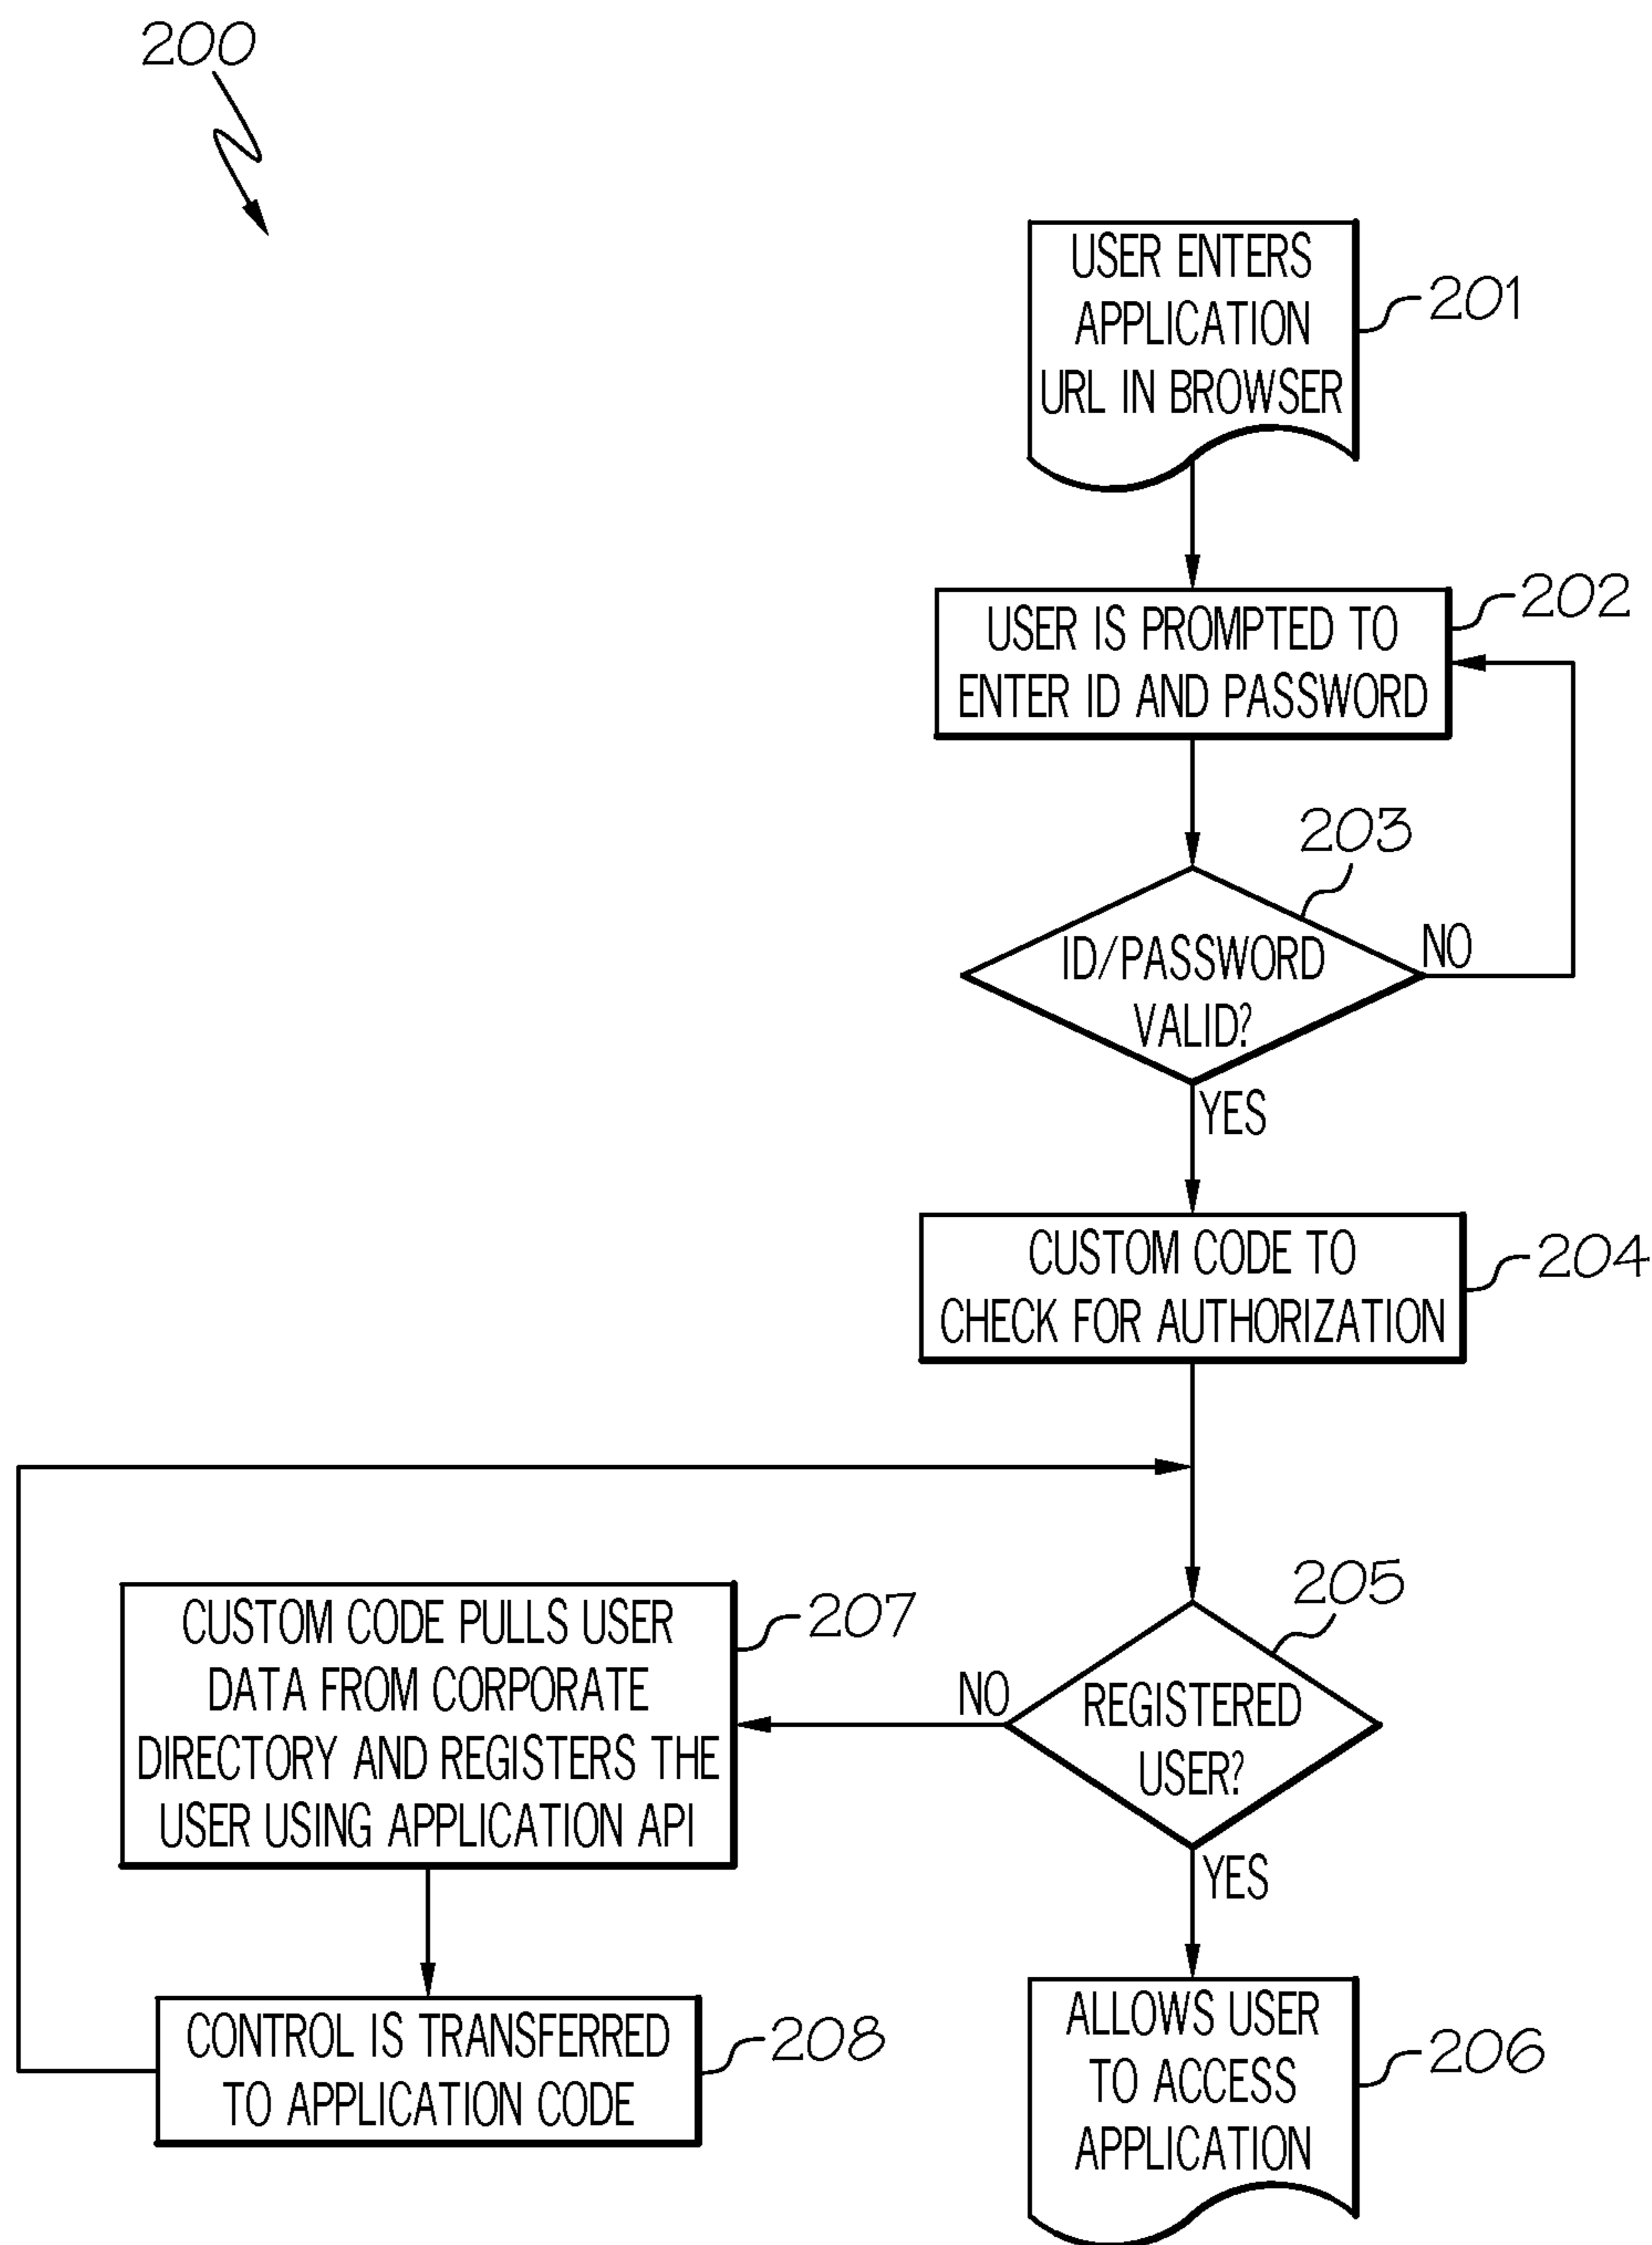 200
USER ENTERS
APPLICATION
URL IN BROWSER
201
USER IS PROMPTED TO
ENTER ID AND PASSWORD
202
203
ID/PASSWORD
VALID?
NO
YES
CUSTOM CODE TO
CHECK FOR AUTHORIZATION
204
205
REGISTERED
USER?
NO
YES
CUSTOM CODE PULLS USER
DATA FROM CORPORATE
DIRECTORY AND REGISTERS THE
USER USING APPLICATION API
207
CONTROL IS TRANSFERRED
TO APPLICATION CODE
208
ALLOWS USER
TO ACCESS
APPLICATION
206